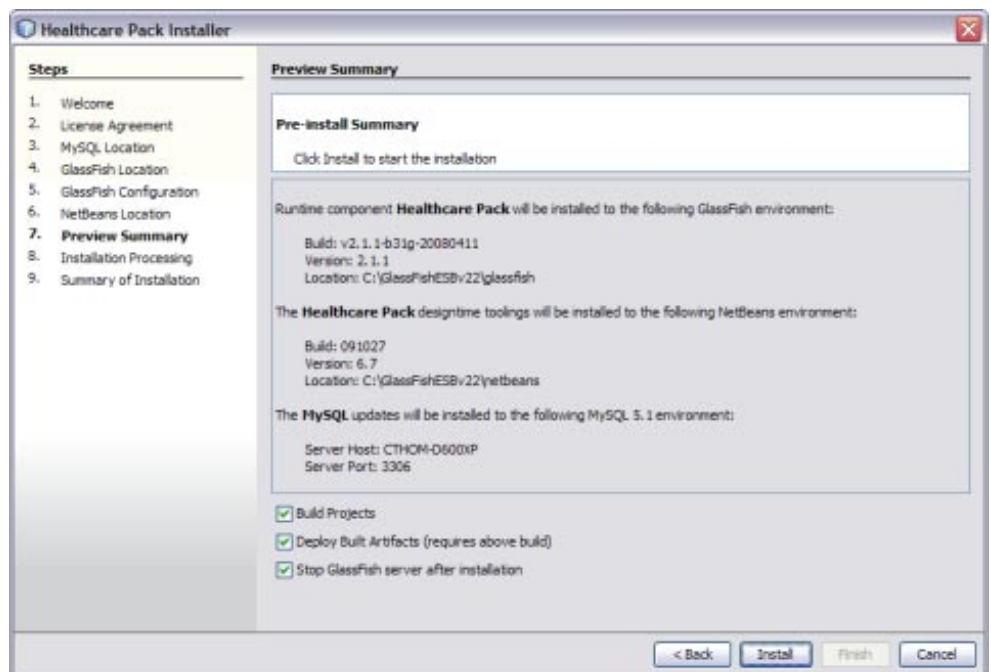 Healthcare Pack Installer
Steps
1. Welcome
2. License Agreement
3. MySQL Location
4. GlassFish Location
5. GlassFish Configuration
6. NetBeans Location
7. Preview Summary
8. Installation Processing
9. Summary of Installation
Preview Summary
Pre-install Summary
Click Install to start the installation
Runtime component Healthcare Pack will be installed to the following GlassFish environment:
Build: v2.1.1-b31g-20080411
Version: 2.1.1
Location: C:\GlassFishESBv22\glassfish
The Healthcare Pack designtime toolings will be installed to the following NetBeans environment:
Build: 091027
Version: 6.7
Location: C:\GlassFishESBv22\netbeans
The MySQL updates will be installed to the following MySQL 5.1 environment:
Server Host: CTHOM-D600XP
Server Port: 3306
Build Projects
Deploy Built Artifacts (requires above build)
Stop GlassFish server after installation
< Back Install Finish Cancel